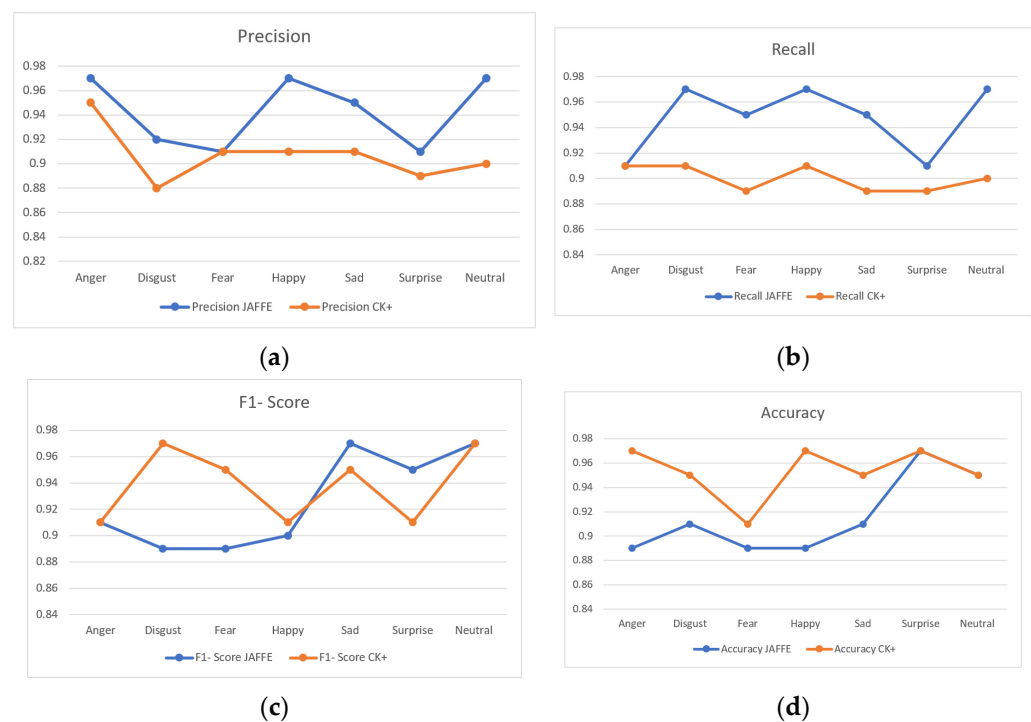 Precision
0.98
0.96
0.94
0.92
0.9
0.88
0.86
0.84
0.82
Anger Disgust Fear Happy Sad Surprise Neutral
Precision JAFFE Precision CK+
(a)
Recall
0.98
0.96
0.94
0.92
0.9
0.88
0.86
0.84
Anger Disgust Fear Happy Sad Surprise Neutral
Recall JAFFE Recall CK+
(b)
F1- Score
0.98
0.96
0.94
0.92
0.9
0.88
0.86
0.84
Anger Disgust Fear Happy Sad Surprise Neutral
F1- Score JAFFE F1- Score CK+
(c)
Accuracy
0.98
0.96
0.94
0.92
0.9
0.88
0.86
0.84
Anger Disgust Fear Happy Sad Surprise Neutral
Accuracy JAFFE Accuracy CK+
(d)